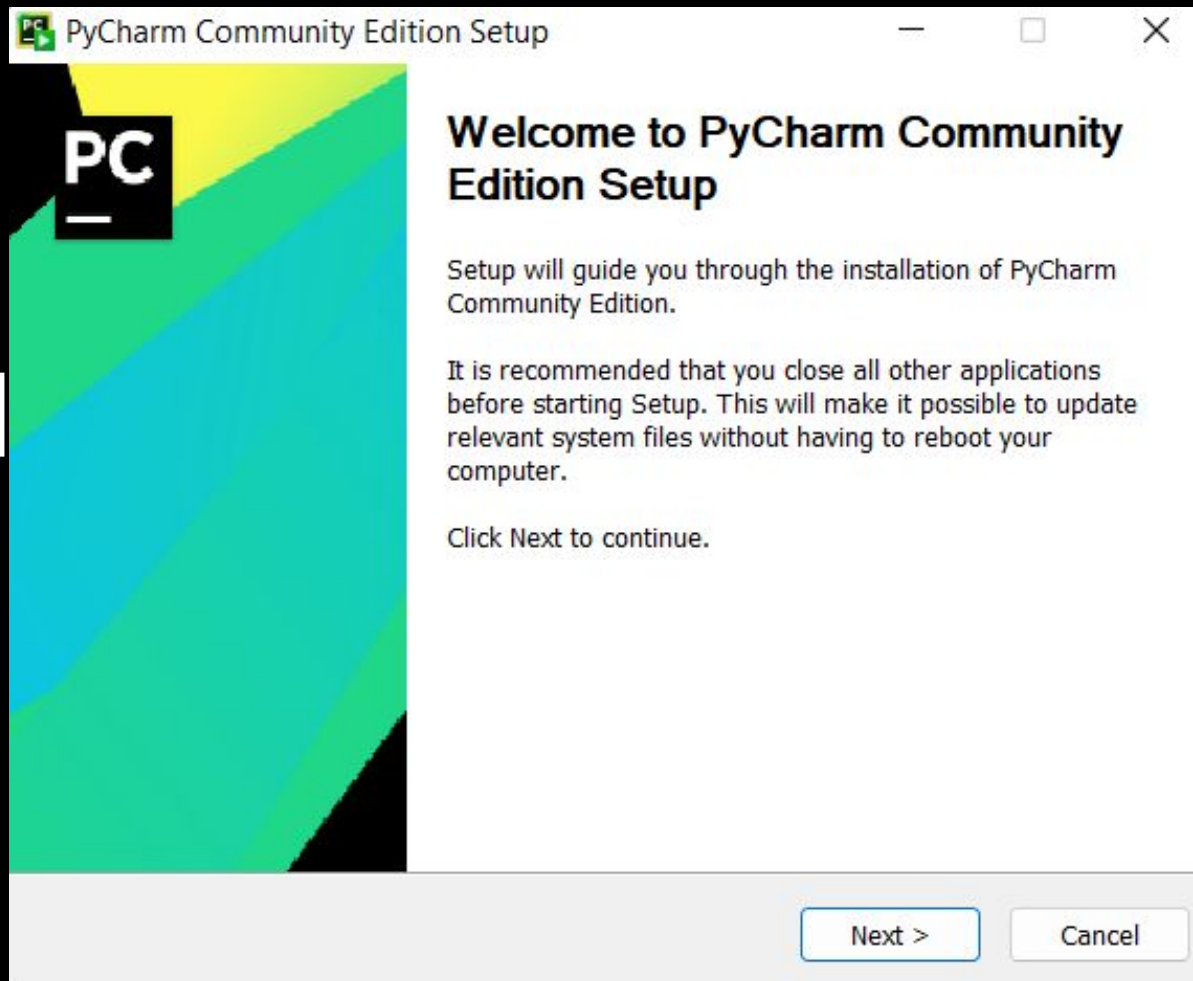 PyCharm Community Edition Setup
PC
Welcome to PyCharm Community
Edition Setup
Setup will guide you through the installation of PyCharm
Community Edition.
It is recommended that you close all other applications
before starting Setup. This will make it possible to update
relevant system files without having to reboot your
computer.
Click Next to continue.
Next >
Cancel